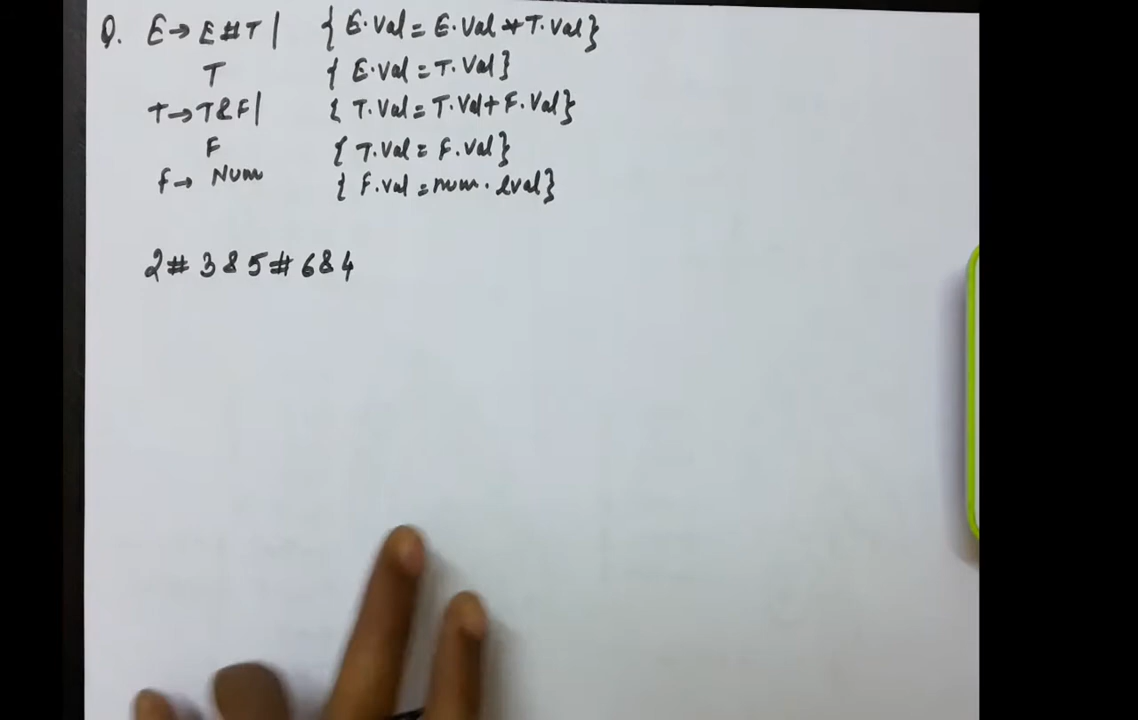 Q. E→ E#T | { E.Val = E.Val * T.Val}
T { E.Val = T.Val}
T→T&F| { T.Val = T.Val + F.Val}
F { T.Val = F.Val}
F→ Num { F.val = num.lval}
2#3&5#6&4